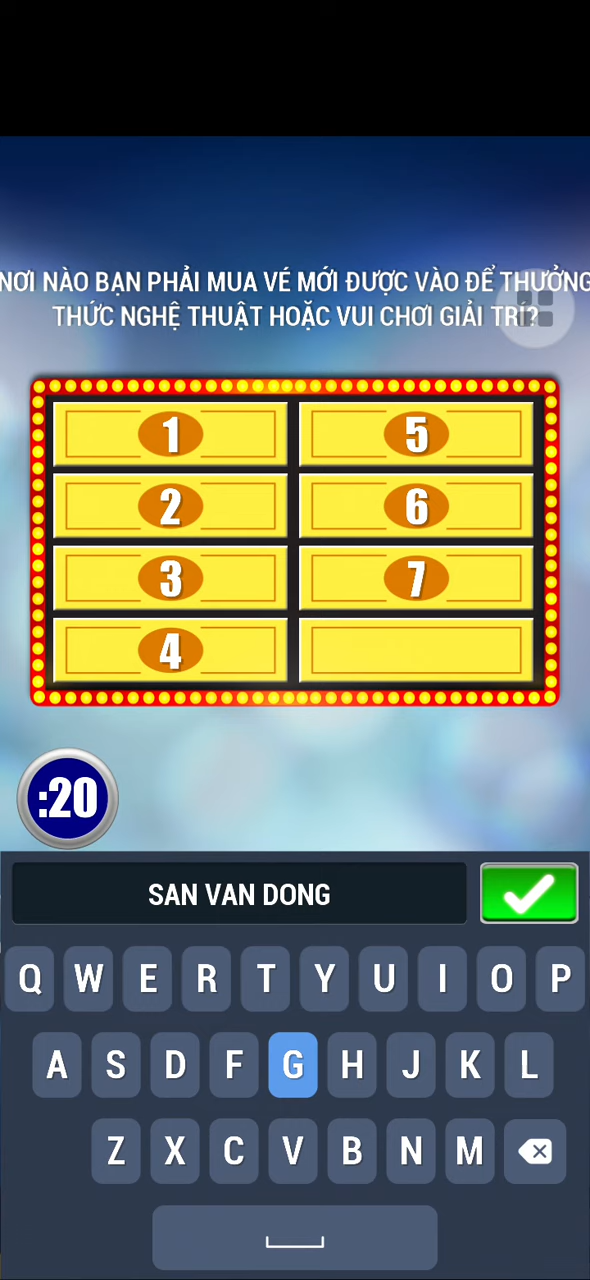 NƠI NÀO BẠN PHẢI MUA VÉ MỚI ĐƯỢC VÀO ĐỂ THƯỞNG
THỨC NGHỆ THUẬT HOẶC VUI CHƠI GIẢI TRÍ?
1 5
2 6
3 7
4
:20
SAN VAN DONG
Q W E R T Y U I O P
A S D F G H J K L
Z X C V B N M